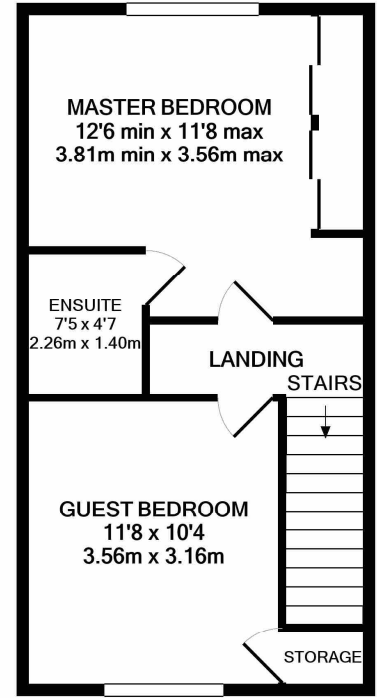 MASTER BEDROOM
12'6 min x 11'8 max
3.81m min x 3.56m max
ENSUITE
7'5 x 4'7
2.26m x 1.40m
LANDING
STAIRS
GUEST BEDROOM
11'8 x 10'4
3.56m x 3.16m
STORAGE